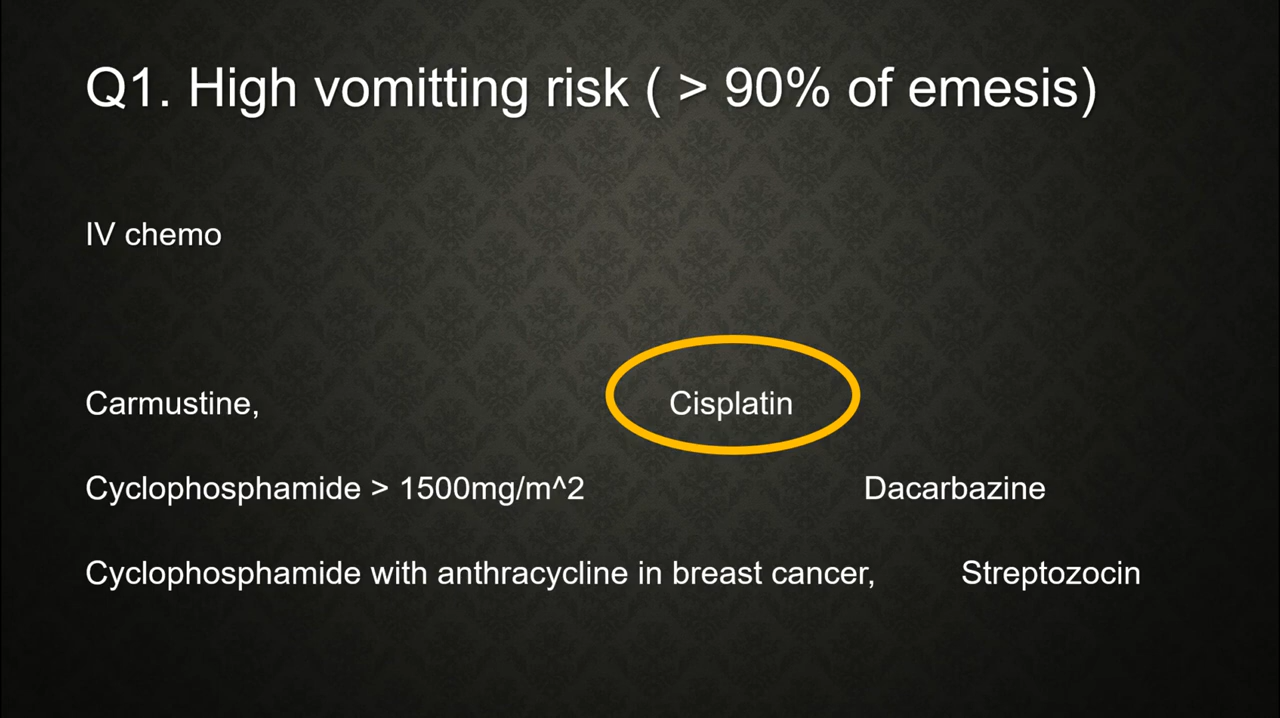 Q1. High vomitting risk ( > 90% of emesis)
IV chemo
Carmustine, Cisplatin
Cyclophosphamide > 1500mg/m^2 Dacarbazine
Cyclophosphamide with anthracycline in breast cancer, Streptozocin